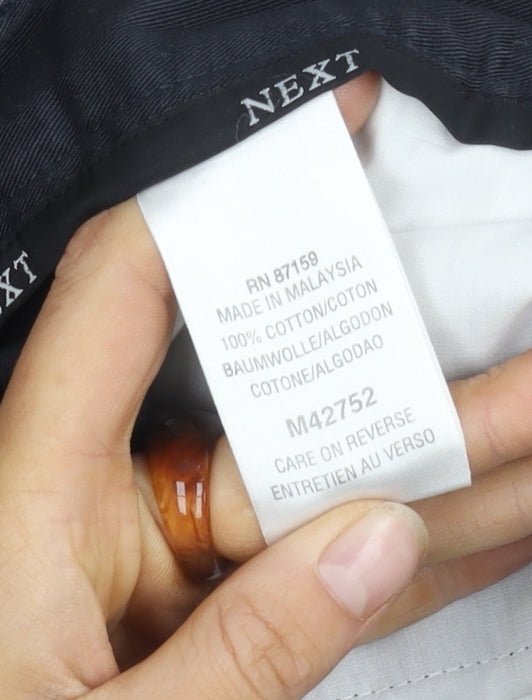 NEXT
XT
RN 87159
MADE IN MALAYSIA
100% COTTON/COTON
BAUMWOLLE/ALGODON
COTONE/ALGODAO
M42752
CARE ON REVERSE
ENTRETIEN AU VERSO